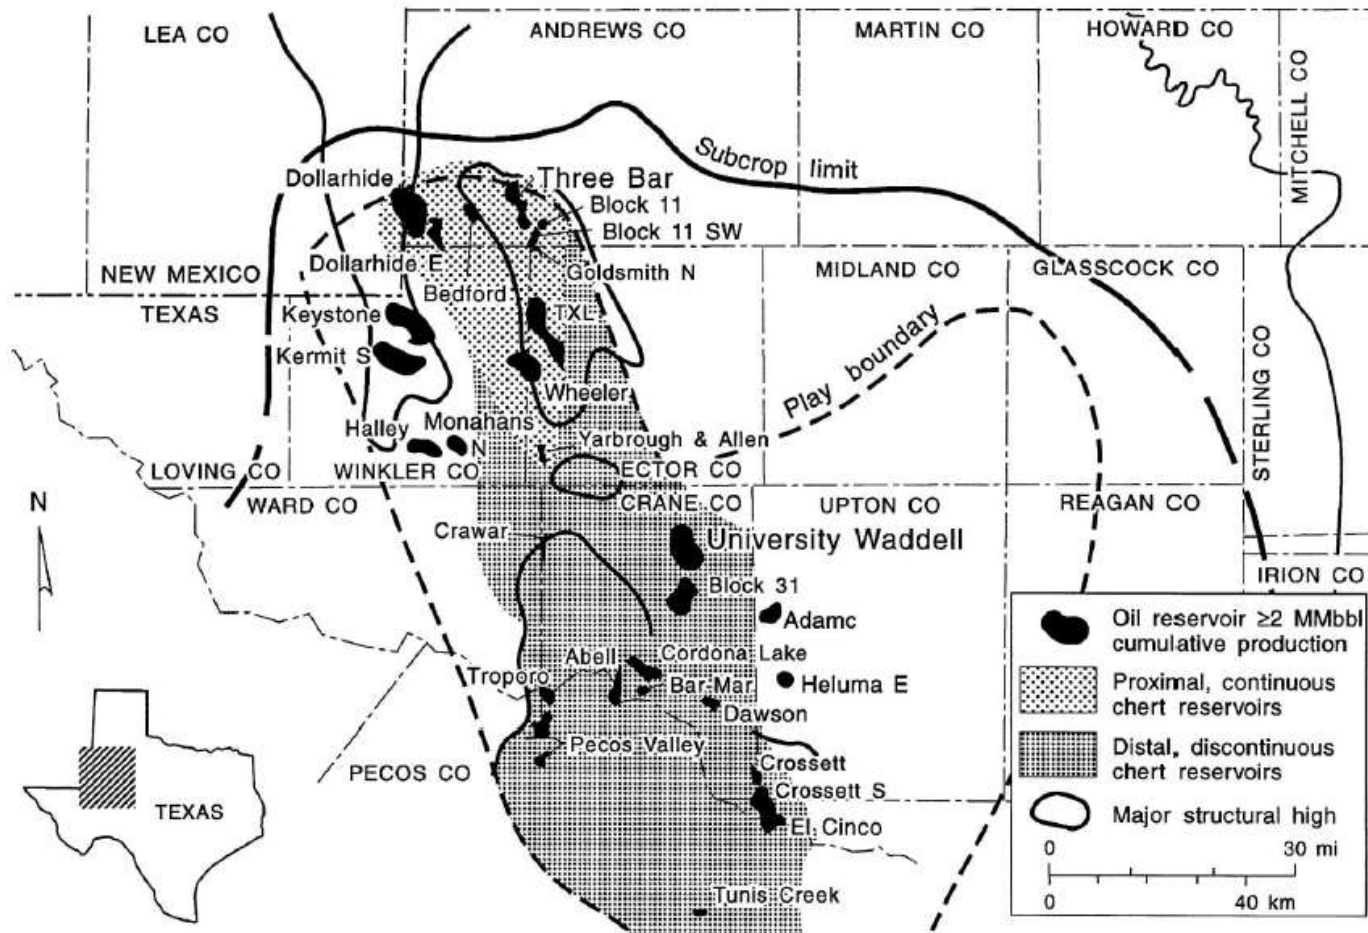 LEA CO
ANDREWS CO
MARTIN CO
HOWARD CO
MITCHELL CO
Subcrop limit
Dollarhide
Three Bar
Block 11
Block 11 SW
Dollarhide E
Goldsmith N
NEW MEXICO
Bedford
MIDLAND CO
GLASSCOCK CO
TEXAS
Keystone
TXL
Kermit S
Play boundary
STERLING CO
Wheeler
Halley
Monahans
N
Yarbrough & Allen
LOVING CO
WINKLER CO
ECTOR CO
WARD CO
CRANE CO
UPTON CO
REAGAN CO
N
Crawar
University Waddell
Block 31
IRION CO
Adamc
Abell
Cordona Lake
Troporo
Bar-Mar
Heluma E
Dawson
Pecos Valley
PECOS CO
Crossett
Crossett S
El Cinco
TEXAS
Tunis Creek
Oil reservoir ≥2 MMbbl
cumulative production
Proximal, continuous
chert reservoirs
Distal, discontinuous
chert reservoirs
Major structural high
0 30 mi
0 40 km